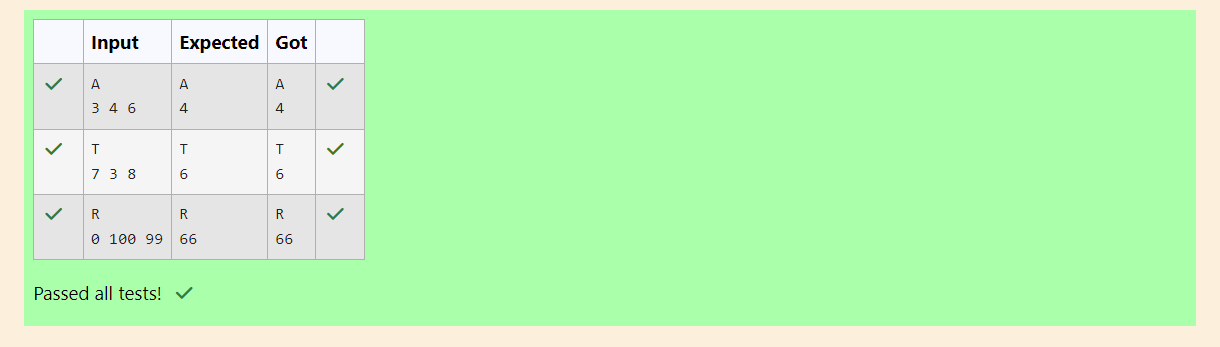 Input Expected Got
A A A
3 4 6 4 4
T T T
7 3 8 6 6
R R R
0 100 99 66 66
Passed all tests!